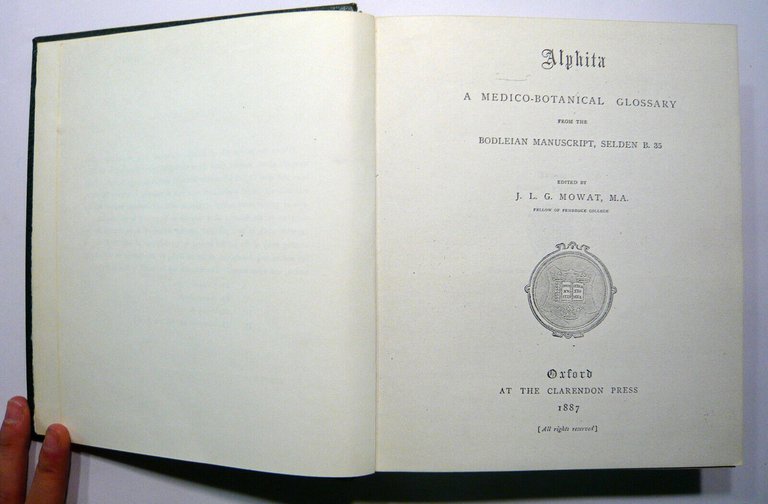 Alphita
A MEDICO-BOTANICAL GLOSSARY
FROM THE
BODLEIAN MANUSCRIPT, SELDEN B. 35
EDITED BY
J. L. G. MOWAT, M.A.
FELLOW OF PEMBROKE COLLEGE
Oxford
AT THE CLARENDON PRESS
1887
[All rights reserved]